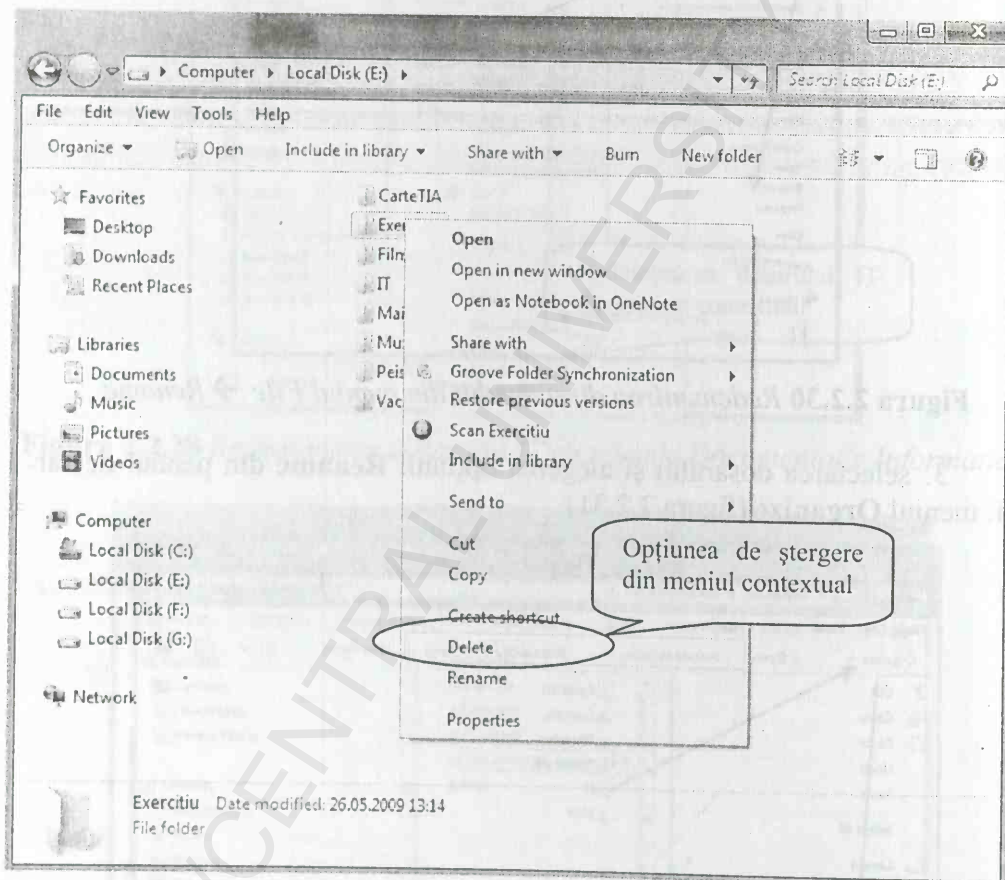 Computer ▸ Local Disk (E:) ▸
Search Local Disk (E:)
File Edit View Tools Help
Organize Open Include in library Share with Burn New folder
Favorites
Desktop
Downloads
Recent Places
Libraries
Documents
Music
Pictures
Videos
Computer
Local Disk (C:)
Local Disk (E:)
Local Disk (F:)
Local Disk (G:)
Network
CarteTIA
Exer
Film
IT
Mai
Mu
Peis
Vac
Open
Open in new window
Open as Notebook in OneNote
Share with
Groove Folder Synchronization
Restore previous versions
Scan Exercitiu
Include in library
Send to
Cut
Copy
Create shortcut
Delete
Rename
Properties
Opțiunea de ștergere
din meniul contextual
Exercitiu Date modified: 26.05.2009 13:14
File folder
CENTRAL UNIVERSIT